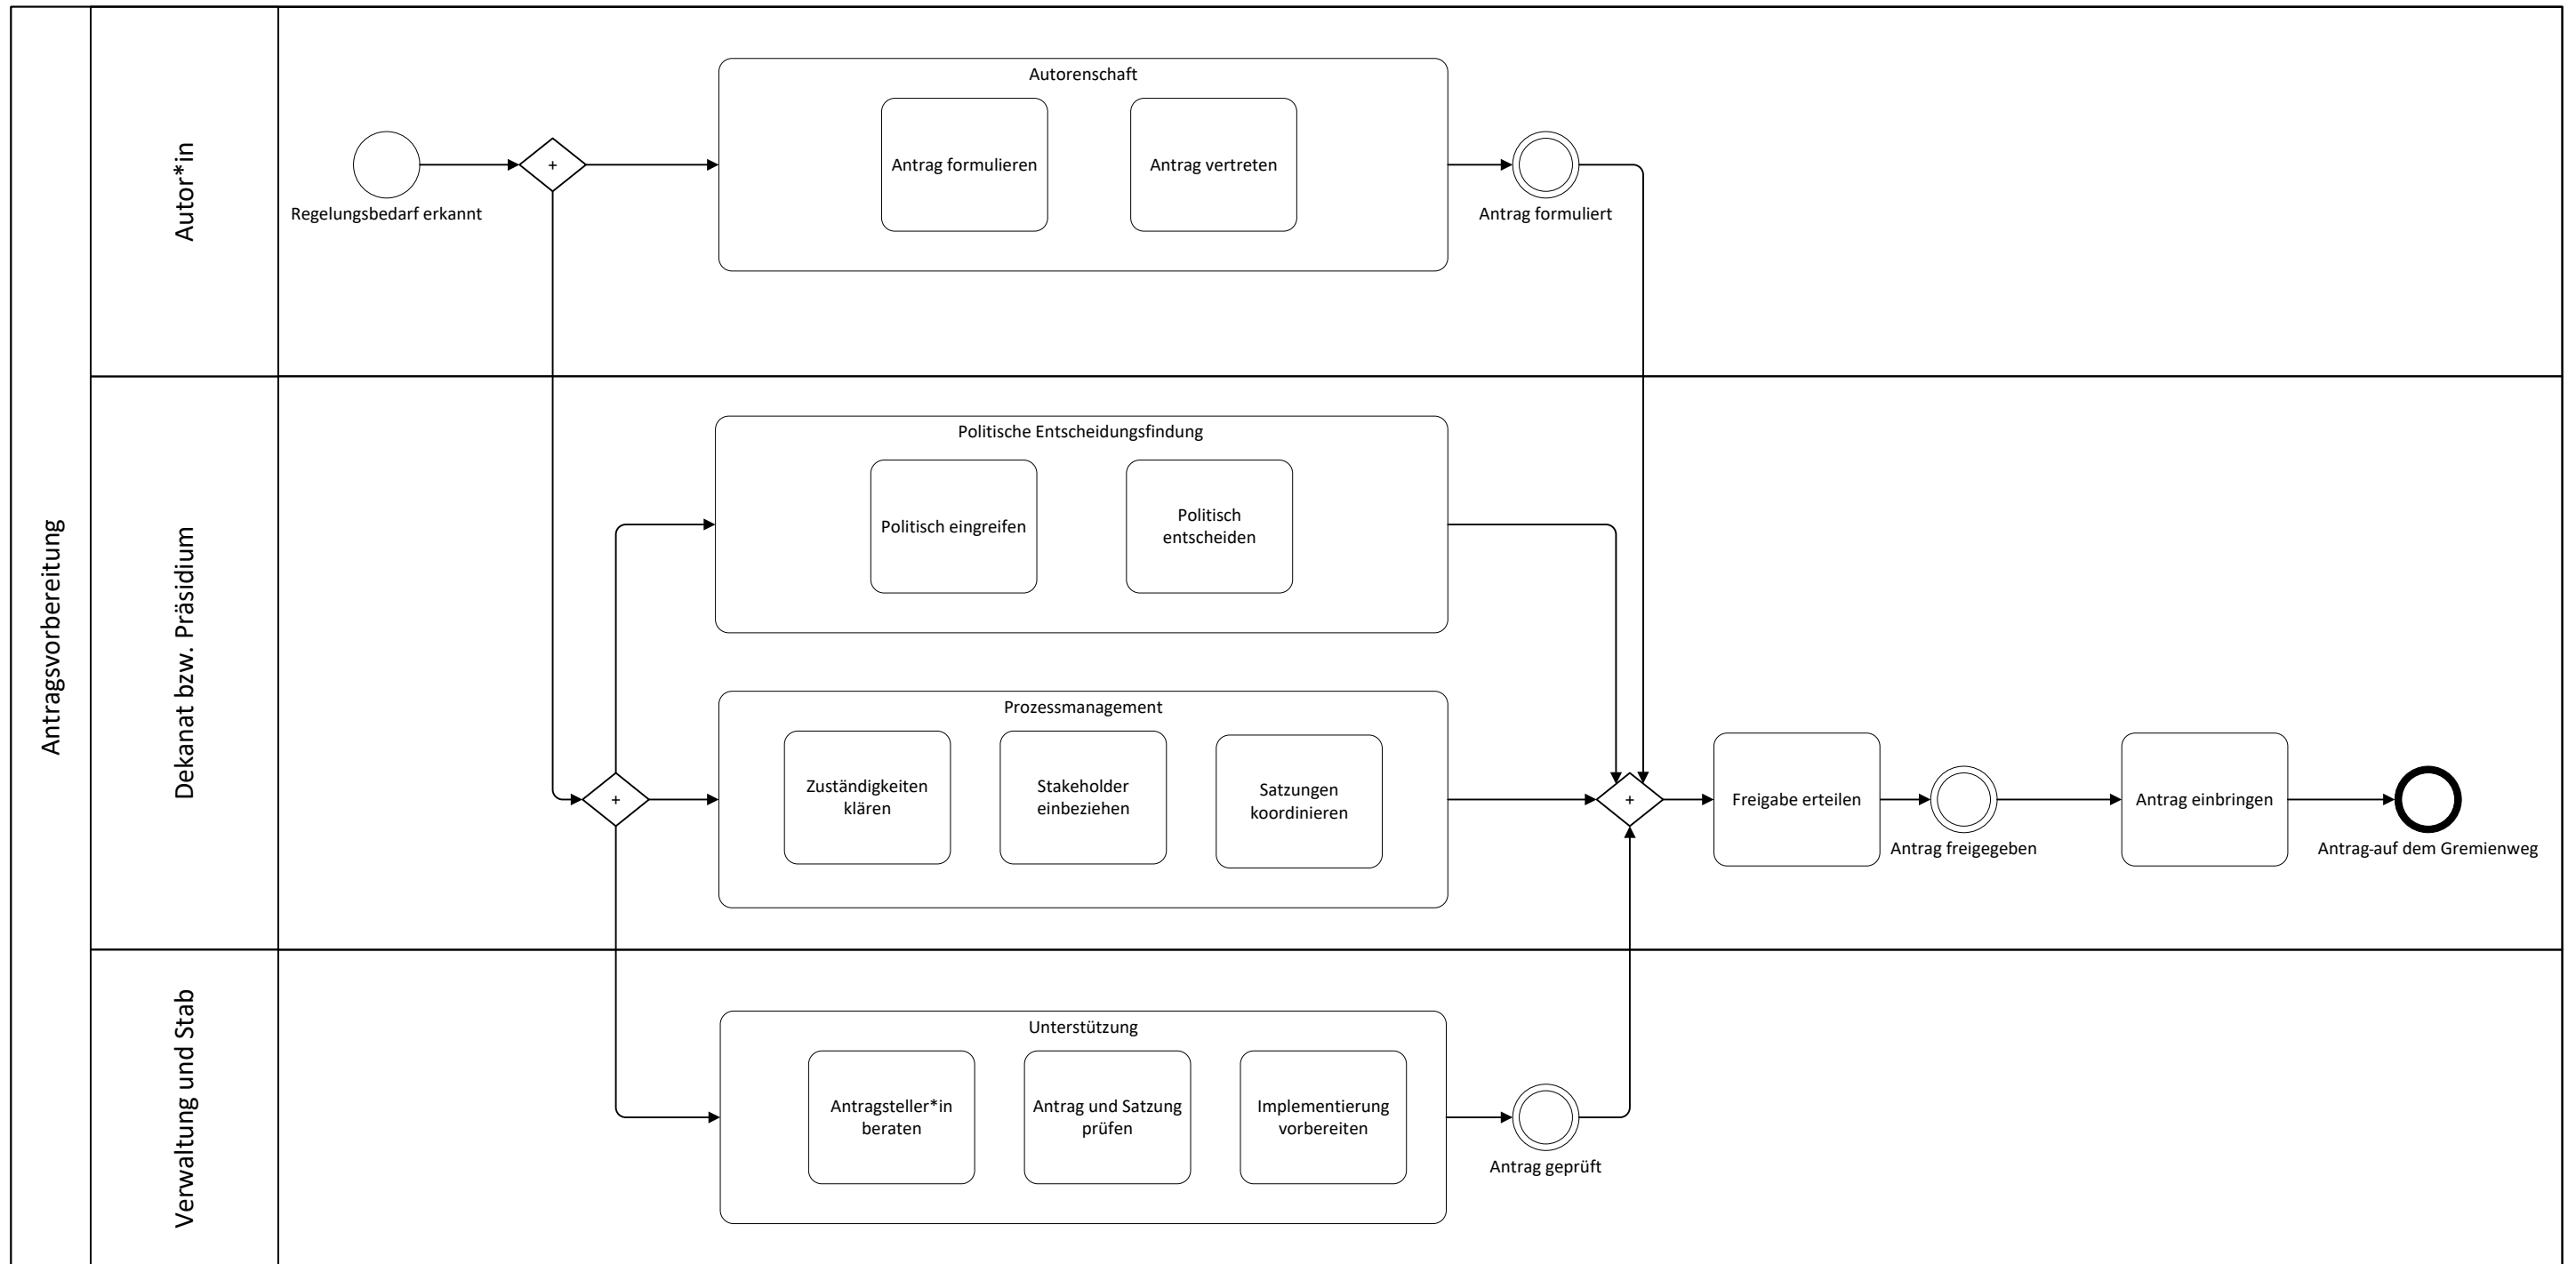 Antragsvorbereitung
Autor*in
Regelungsbedarf erkannt
+
Autorenschaft
Antrag formulieren
Antrag vertreten
Antrag formuliert
Dekanat bzw. Präsidium
Politische Entscheidungsfindung
Politisch eingreifen
Politisch
entscheiden
+
Prozessmanagement
Zuständigkeiten
klären
Stakeholder
einbeziehen
Satzungen
koordinieren
+
Freigabe erteilen
Antrag freigegeben
Antrag einbringen
Antrag-auf dem Gremienweg
Verwaltung und Stab
Unterstützung
Antragsteller*in
beraten
Antrag und Satzung
prüfen
Implementierung
vorbereiten
Antrag geprüft